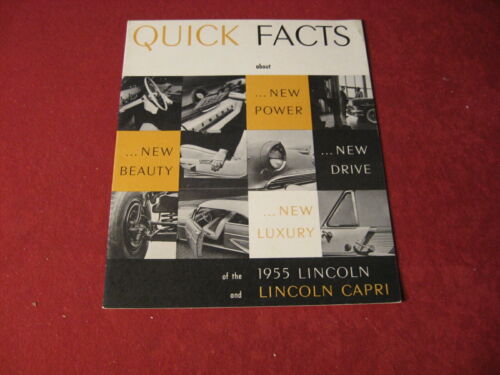 QUICK FACTS
about
...NEW
POWER
...NEW
BEAUTY
...NEW
DRIVE
...NEW
LUXURY
of the 1955 LINCOLN
and LINCOLN CAPRI